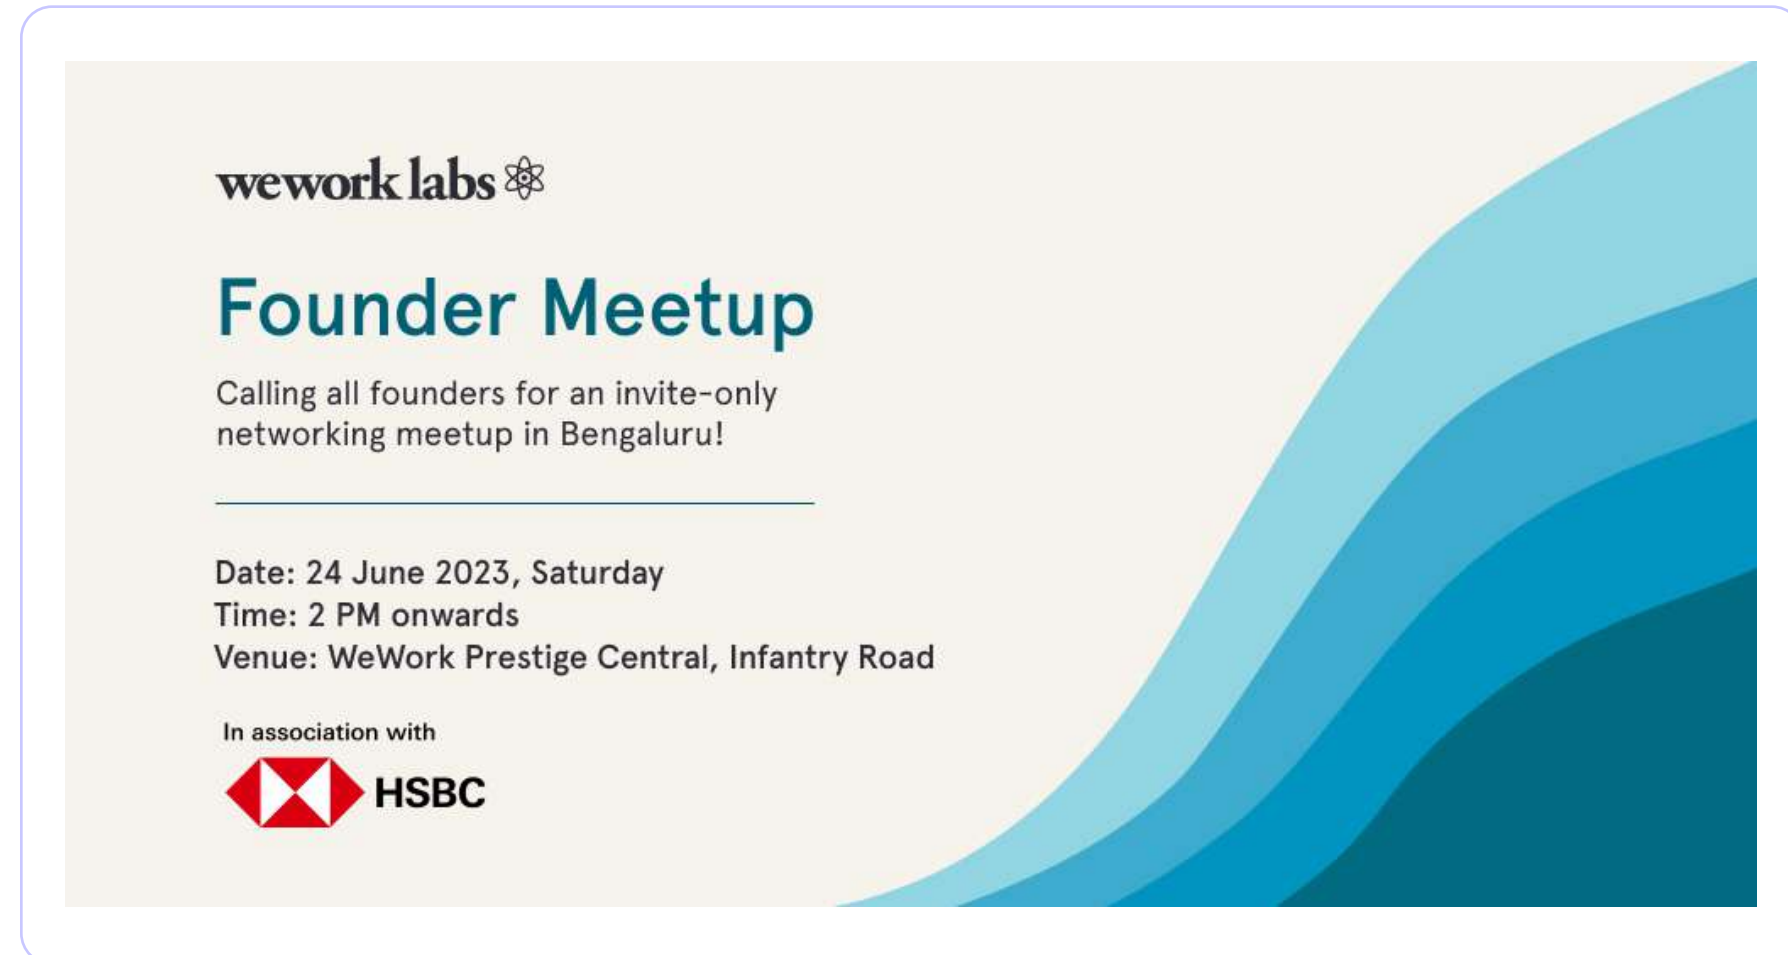 wework labs
Founder Meetup
Calling all founders for an invite-only
networking meetup in Bengaluru!
Date: 24 June 2023, Saturday
Time: 2 PM onwards
Venue: WeWork Prestige Central, Infantry Road
In association with
HSBC